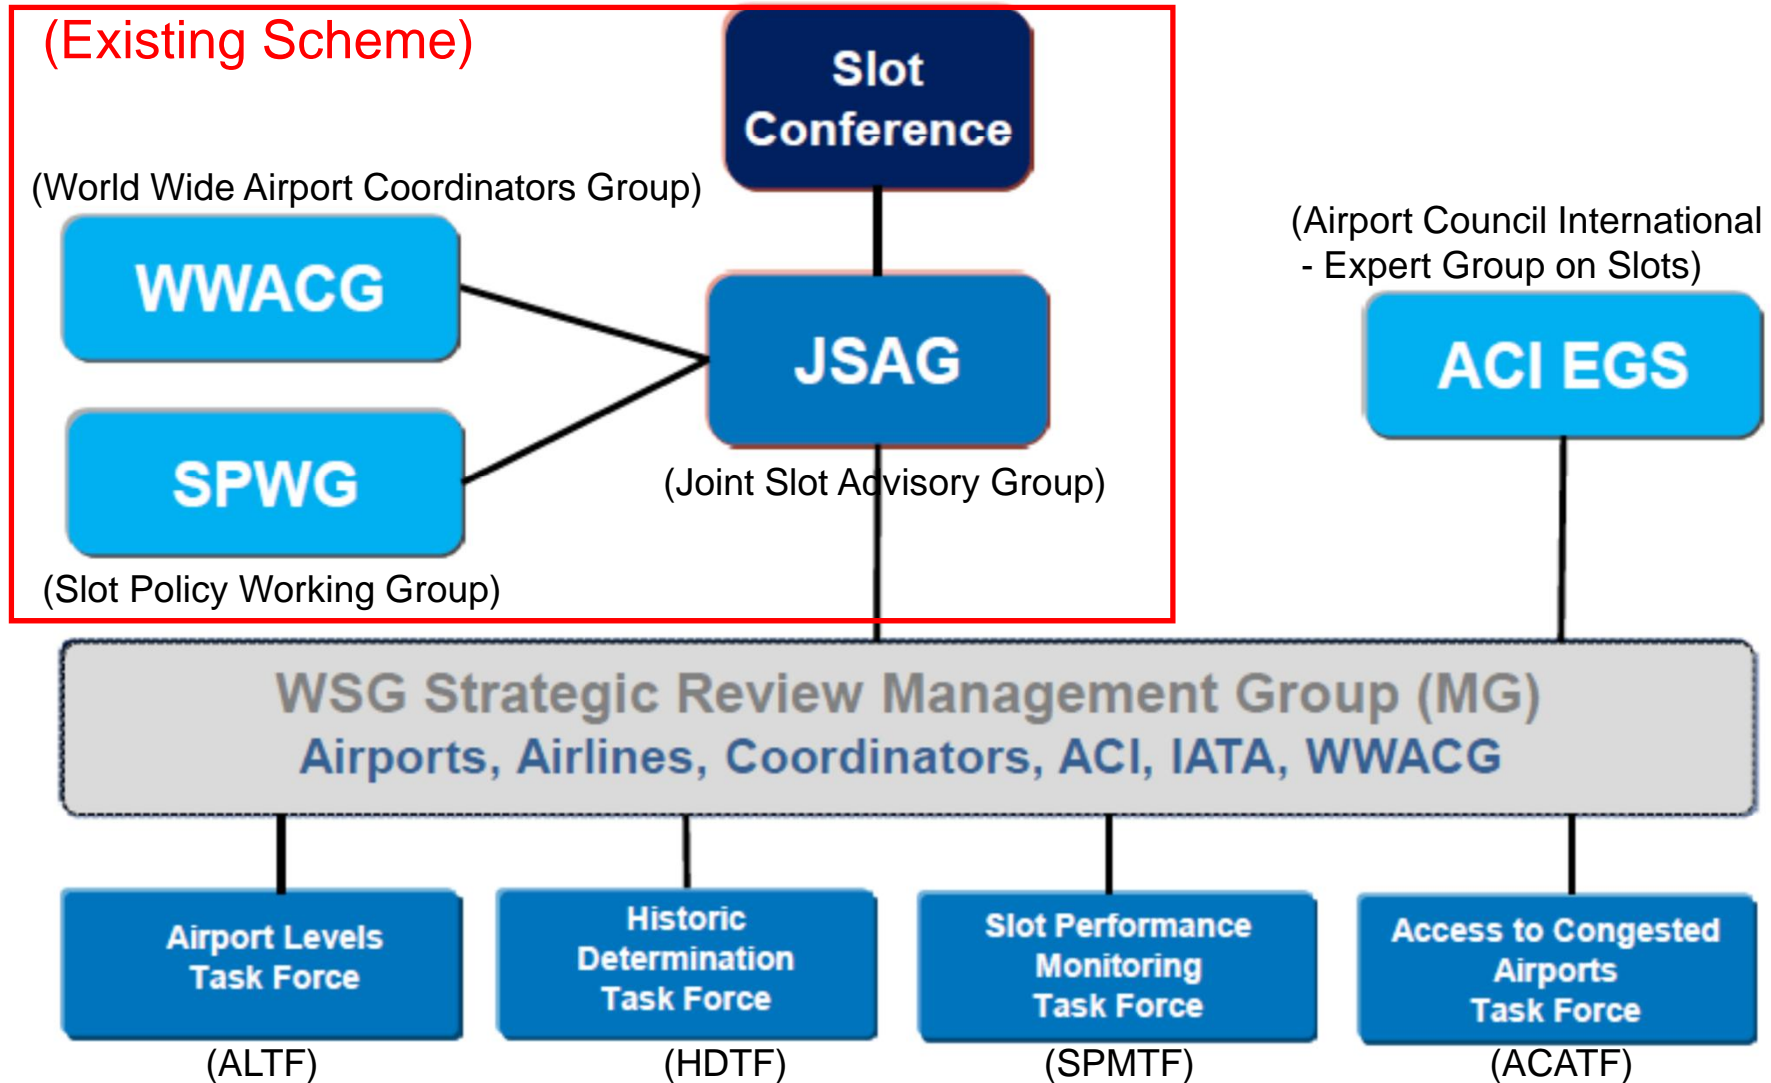 (Existing Scheme)
Slot
Conference
(World Wide Airport Coordinators Group)
WWACG
JSAG
(Joint Slot Advisory Group)
SPWG
(Slot Policy Working Group)
(Airport Council International
- Expert Group on Slots)
ACI EGS
WSG Strategic Review Management Group (MG)
Airports, Airlines, Coordinators, ACI, IATA, WWACG
Airport Levels
Task Force
(ALTF)
Historic
Determination
Task Force
(HDTF)
Slot Performance
Monitoring
Task Force
(SPMTF)
Access to Congested
Airports
Task Force
(ACATF)